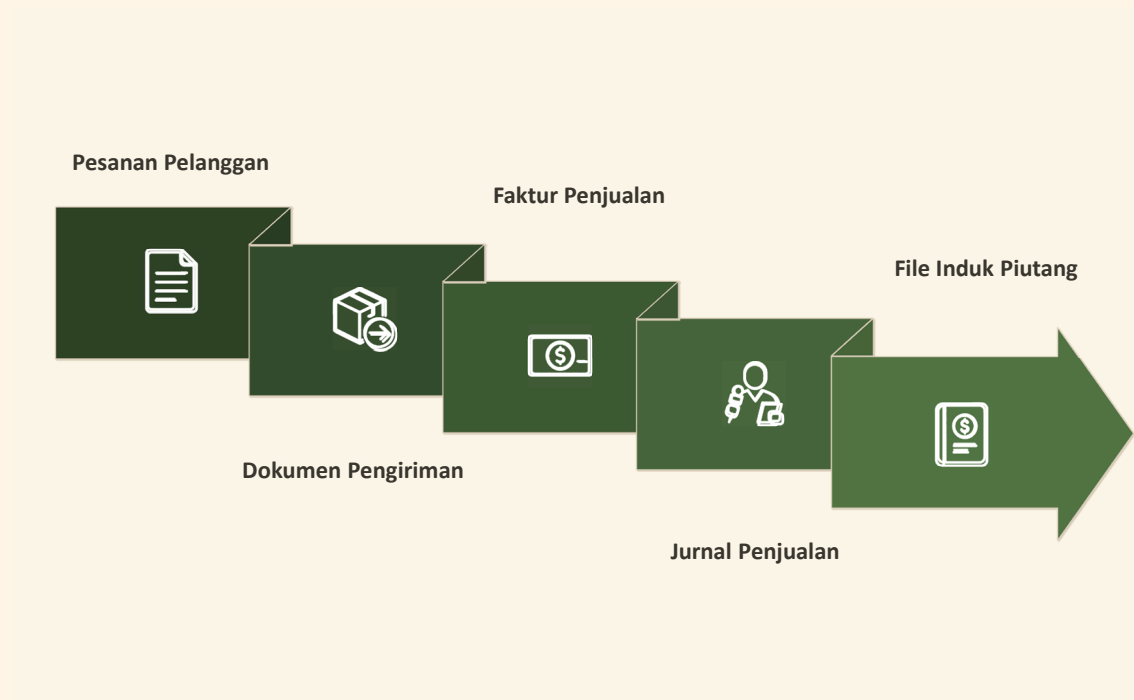 Pesanan Pelanggan
Dokumen Pengiriman
Faktur Penjualan
Jurnal Penjualan
File Induk Piutang